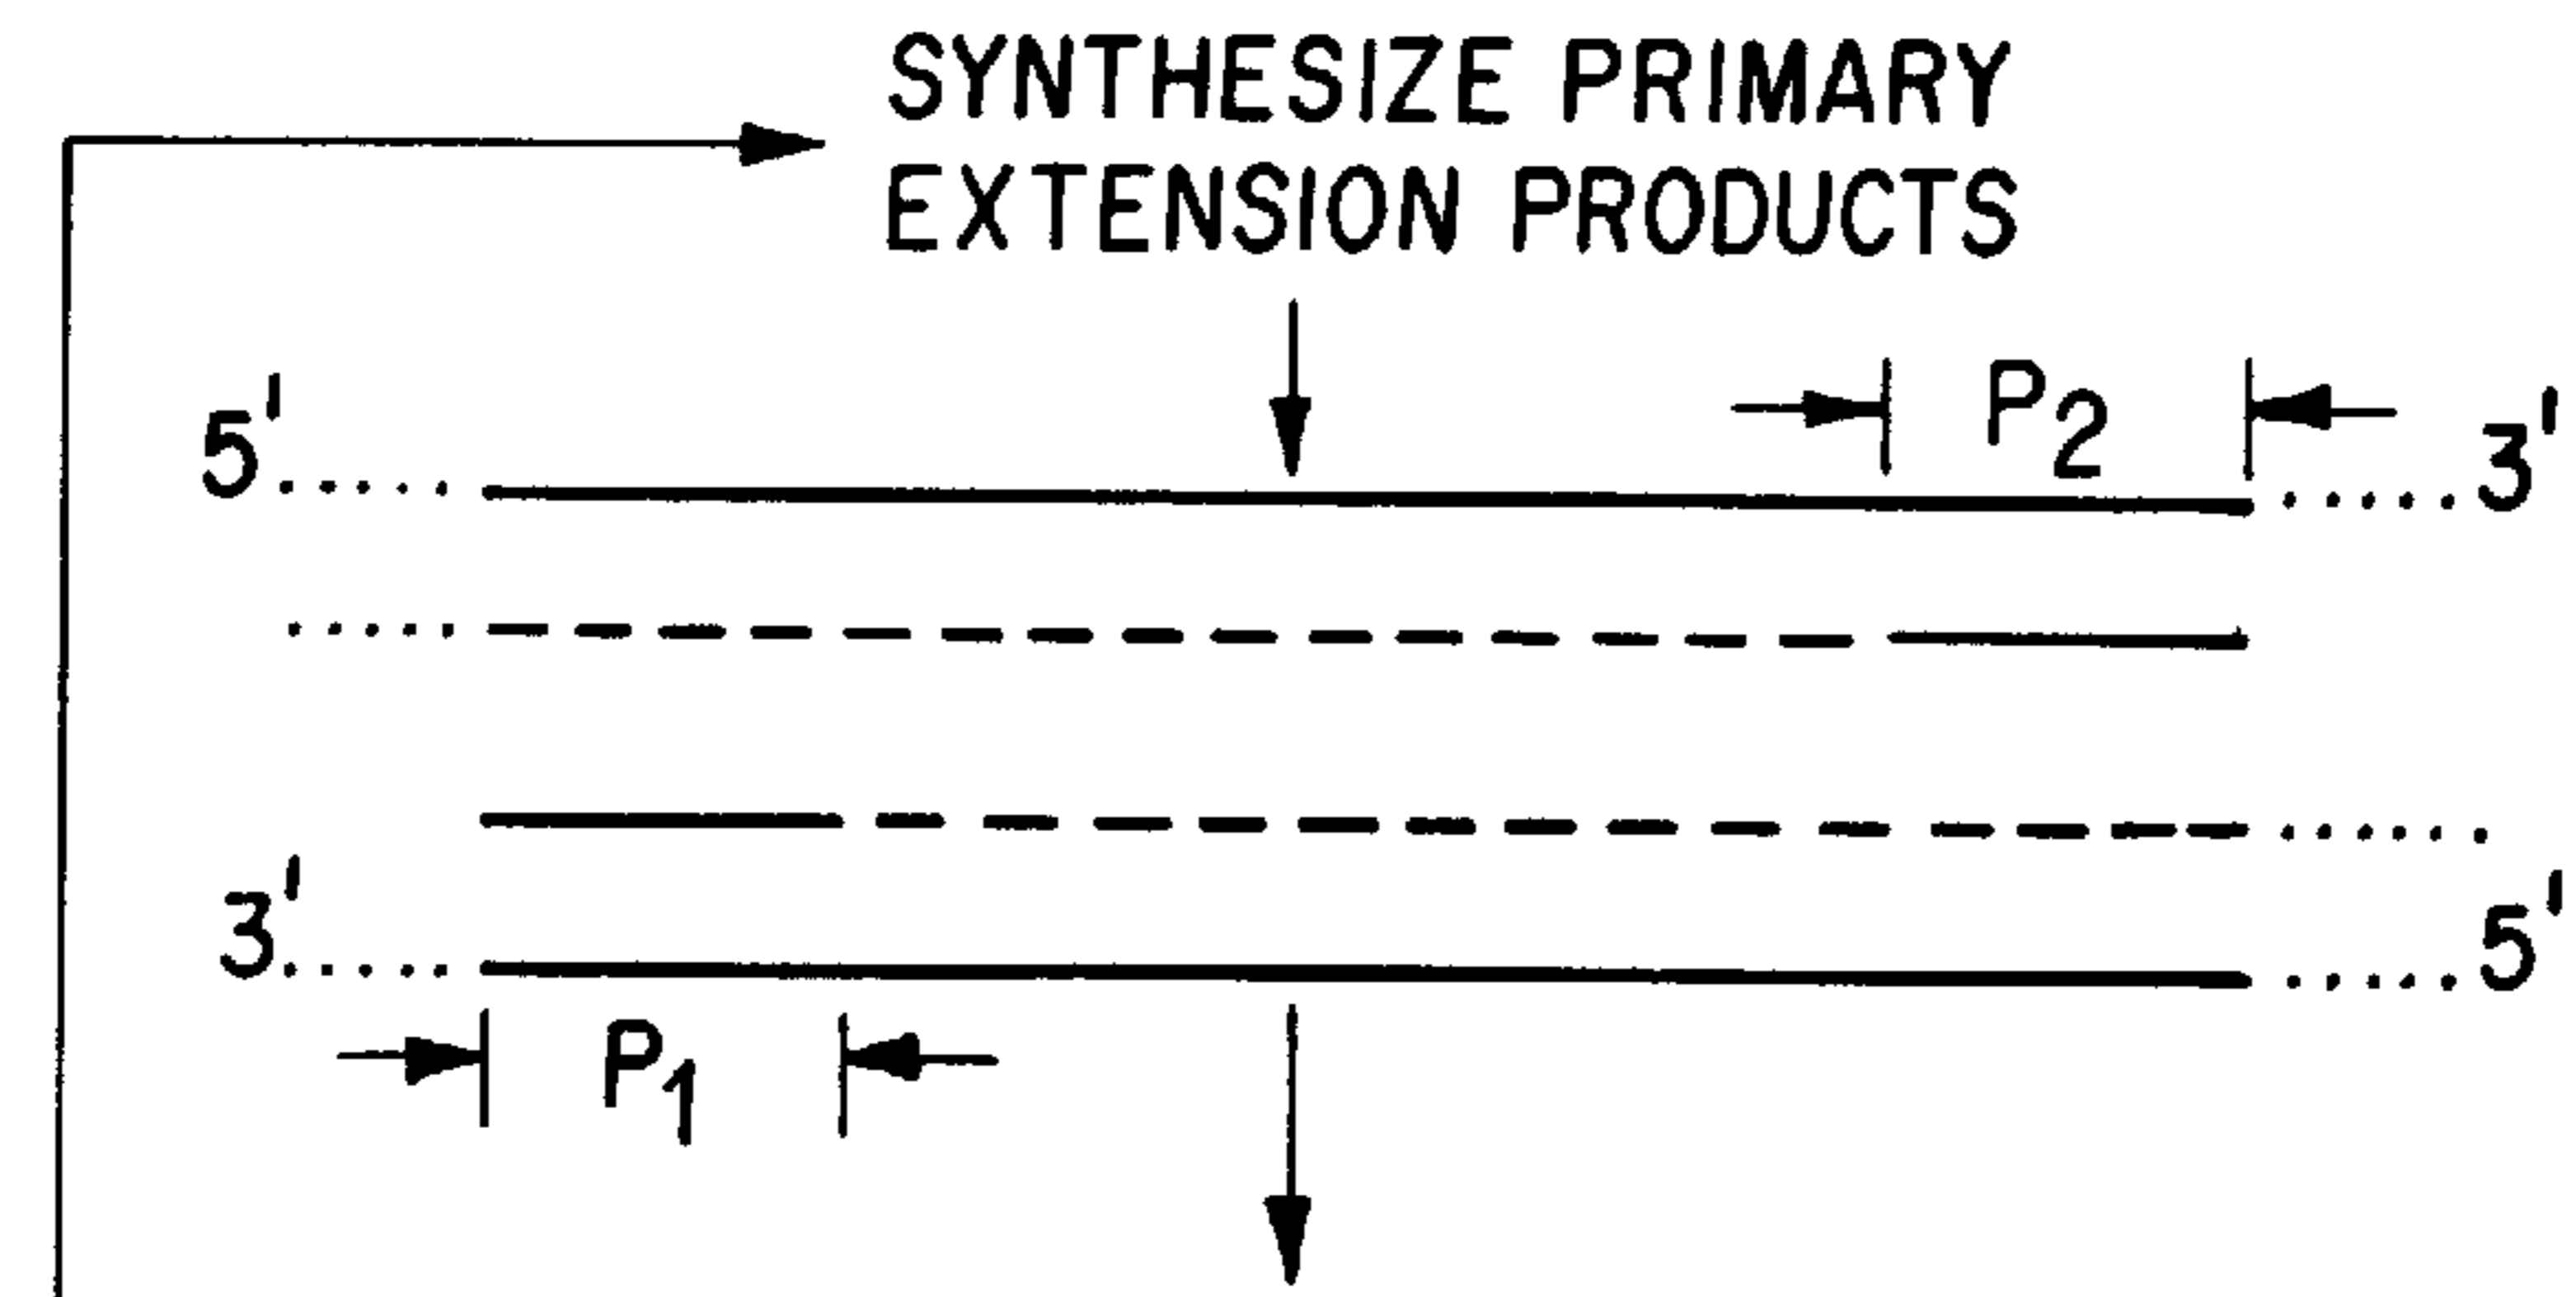 SYNTHESIZE PRIMARY
EXTENSION PRODUCTS
P2
5' 3'
3' 5'
P1